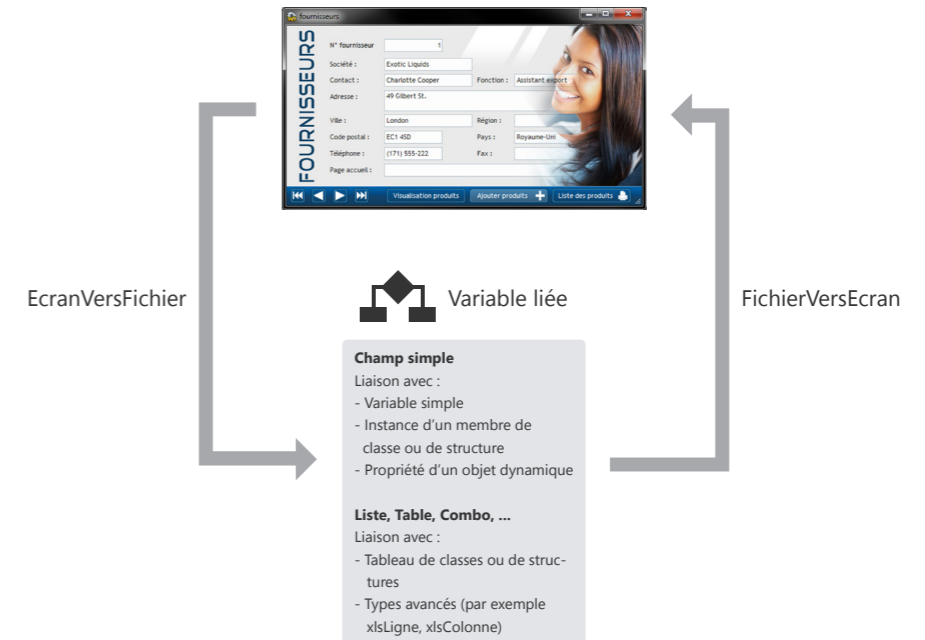 fournisseurs
FOURNISSEURS
N° fournisseur 1
Société : Exotic Liquids
Contact : Charlotte Cooper Fonction : Assistant export
Adresse : 49 Gilbert St.
Ville : London Région :
Code postal : EC1 4SD Pays : Royaume-Uni
Téléphone : (171) 555-222 Fax :
Page accueil :
Visualisation produits Ajouter produits Liste des produits
EcranVersFichier
Variable liée
FichierVersEcran
Champ simple
Liaison avec :
- Variable simple
- Instance d'un membre de
classe ou de structure
- Propriété d'un objet dynamique
Liste, Table, Combo, ...
Liaison avec :
- Tableau de classes ou de struc-
tures
- Types avancés (par exemple
xlsLigne, xlsColonne)